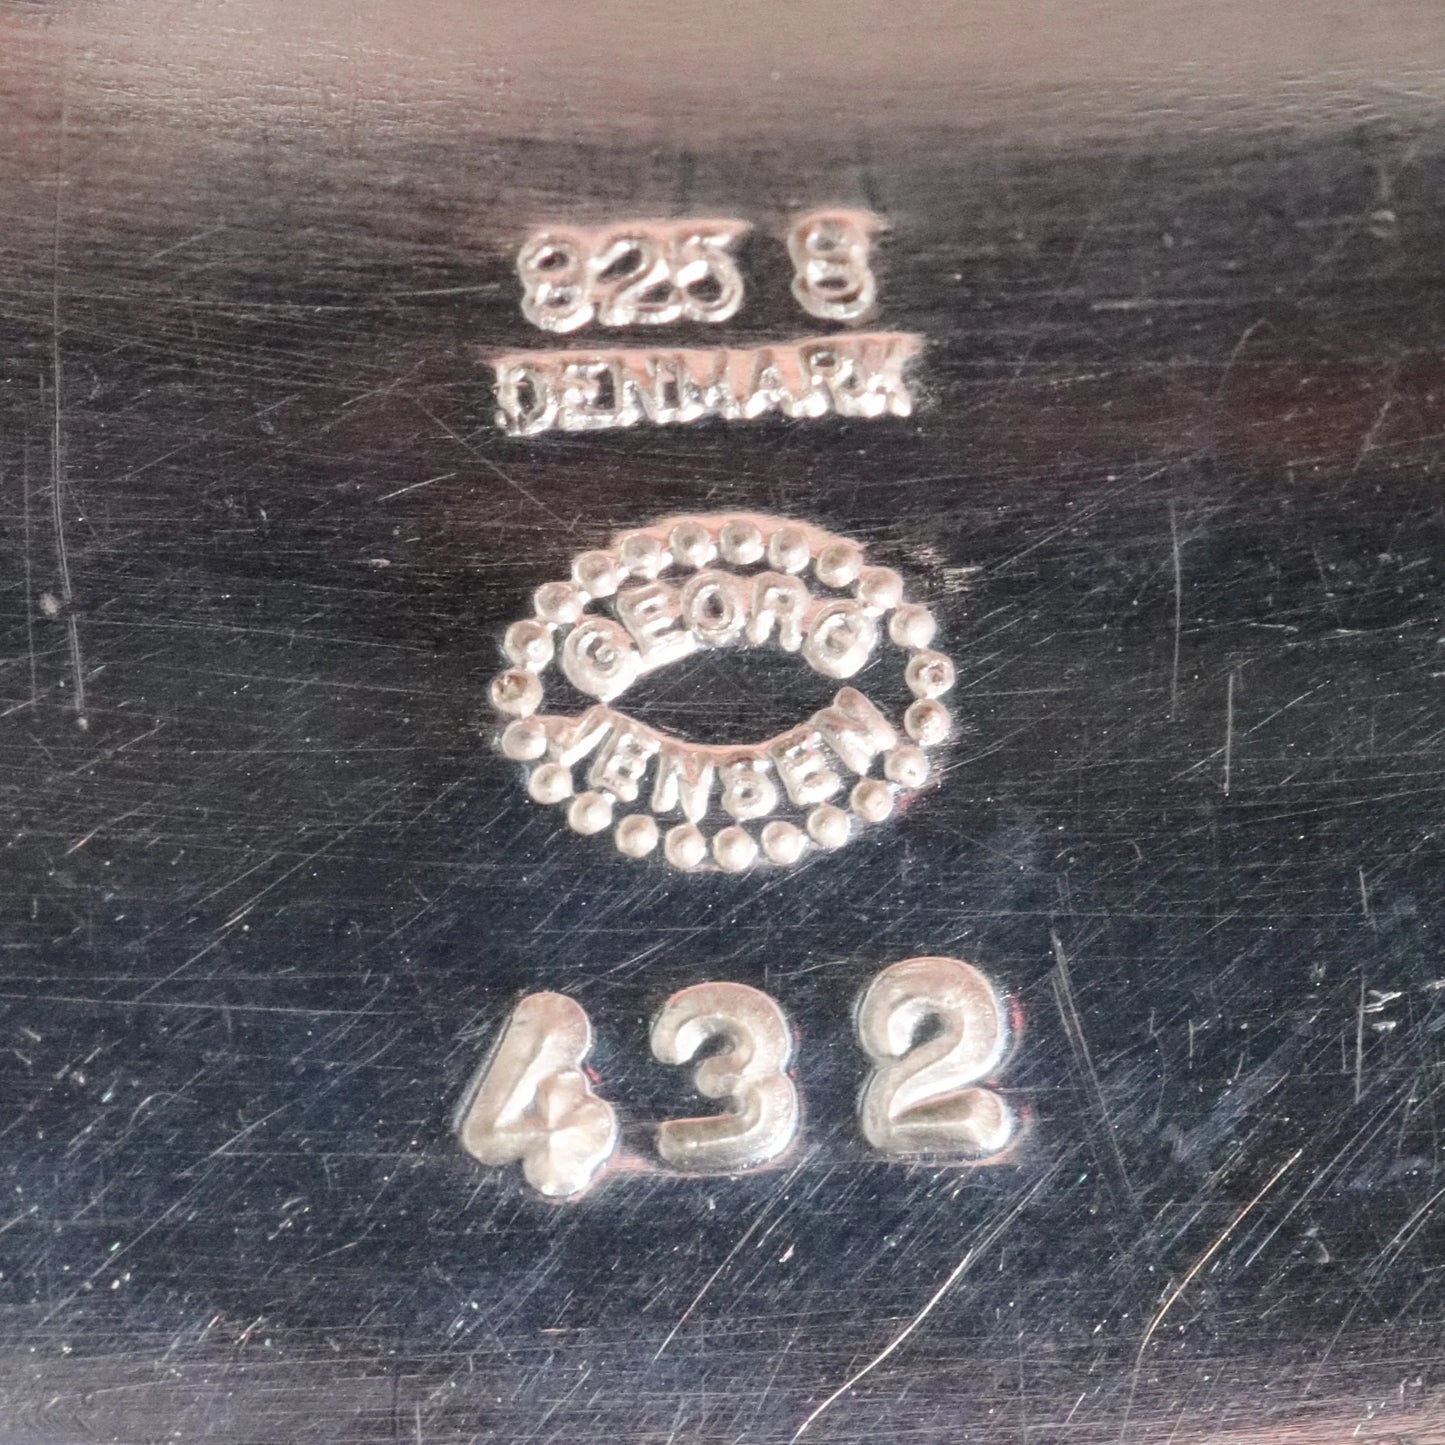 925 S
DENMARK
GEORG
JENSEN
432